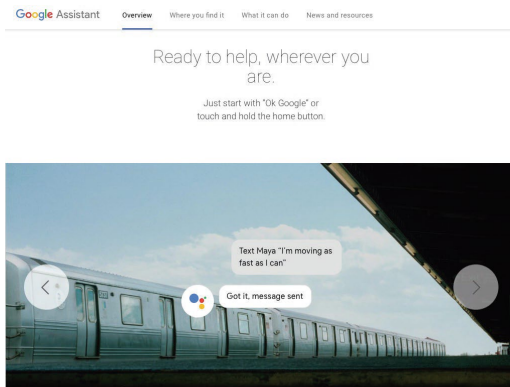 Google Assistant Overview Where you find it What it can do News and resources
Ready to help, wherever you
are.
Just start with "Ok Google" or
touch and hold the home button.
Text Maya "I'm moving as
fast as I can"
Got it, message sent